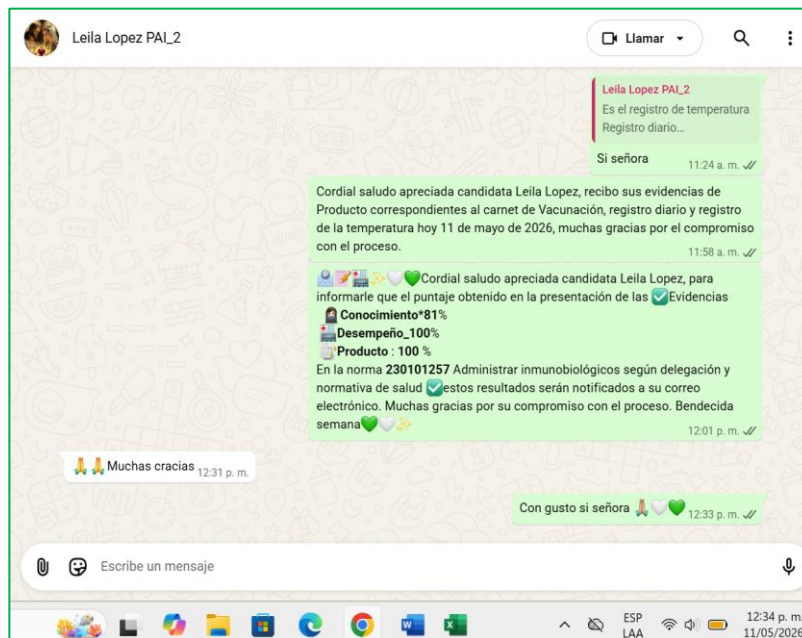 Leila Lopez PAI_2
Llamar
Leila Lopez PAI_2
Es el registro de temperatura
Registro diario...
Si señora
11:24 a. m.
Cordial saludo apreciada candidata Leila Lopez, recibo sus evidencias de
Producto correspondientes al carnet de Vacunación, registro diario y registro
de la temperatura hoy 11 de mayo de 2026, muchas gracias por el compromiso
con el proceso.
11:58 a. m.
Cordial saludo apreciada candidata Leila Lopez, para
informarle que el puntaje obtenido en la presentación de las ✅Evidencias
Conocimiento*81%
Desempeño_100%
Producto : 100 %
En la norma 230101257 Administrar inmunobiológicos según delegación y
normativa de salud ✅estos resultados serán notificados a su correo
electrónico. Muchas gracias por su compromiso con el proceso. Bendecida
semana💚🤍✨
12:01 p. m.
🙏🙏Muchas cracias 12:31 p. m.
Con gusto si señora 🙏🤍💚 12:33 p. m.
Escribe un mensaje
ESP
LAA
12:34 p. m.
11/05/2026